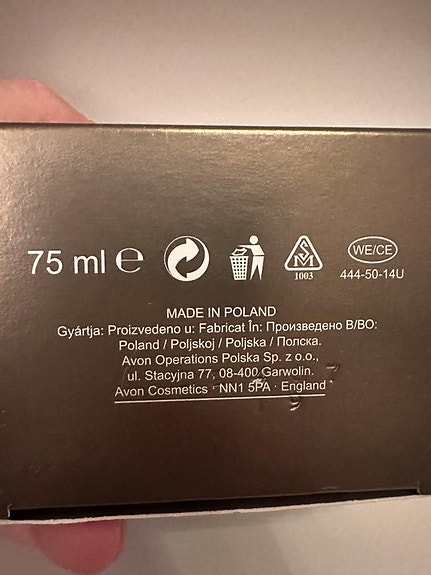 75 ml ℮
WE/CE
1003
444-50-14U
MADE IN POLAND
Gyártja: Proizvedeno u: Fabricat În: Произведено В/ВО:
Poland / Poljskoj / Poljska / Полска.
Avon Operations Polska Sp. z o.o.,
ul. Stacyjna 77, 08-400 Garwolin.
Avon Cosmetics · NN1 5PA · England